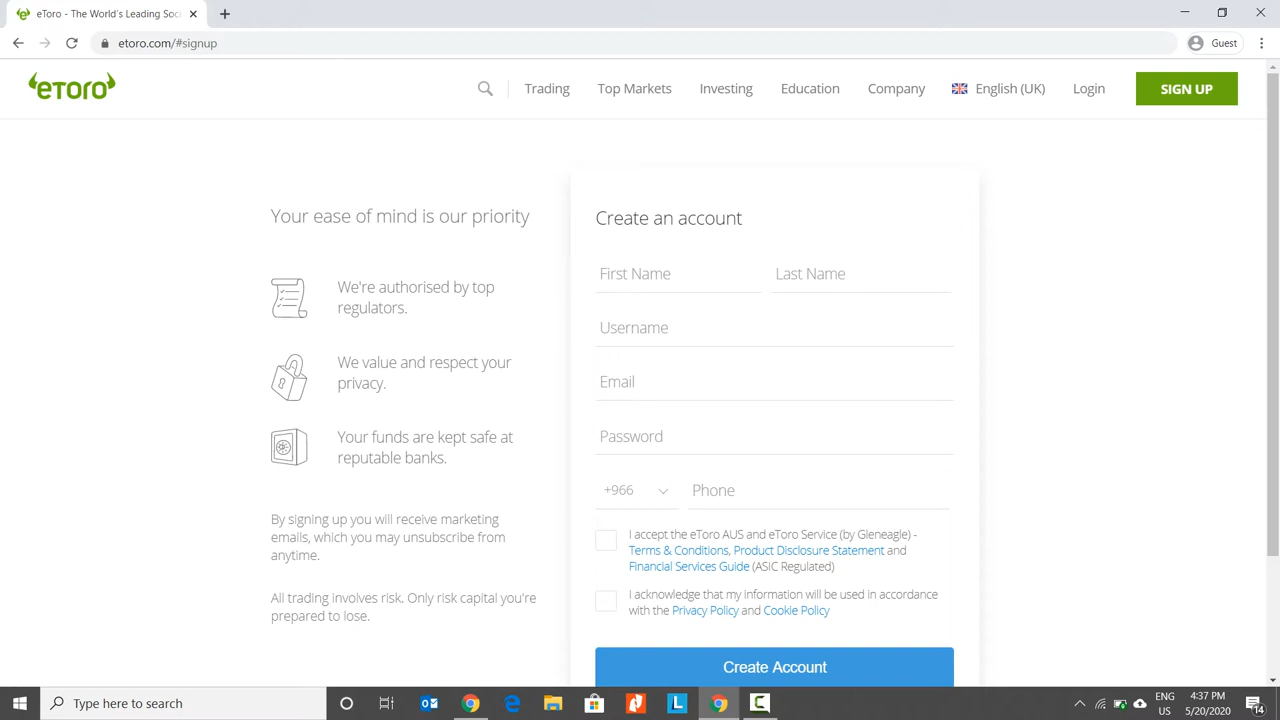 eToro - The World's Leading Soc
etoro.com/#signup
Guest
eToro
Trading
Top Markets
Investing
Education
Company
English (UK)
Login
SIGN UP
Your ease of mind is our priority
We're authorised by top
regulators.
We value and respect your
privacy.
Your funds are kept safe at
reputable banks.
By signing up you will receive marketing
emails, which you may unsubscribe from
anytime.
All trading involves risk. Only risk capital you're
prepared to lose.
Create an account
First Name
Last Name
Username
Email
Password
+966
Phone
I accept the eToro AUS and eToro Service (by Gleneagle) -
Terms & Conditions, Product Disclosure Statement and
Financial Services Guide (ASIC Regulated)
I acknowledge that my information will be used in accordance
with the Privacy Policy and Cookie Policy
Create Account
Type here to search
ENG
US
4:37 PM
5/20/2020
14